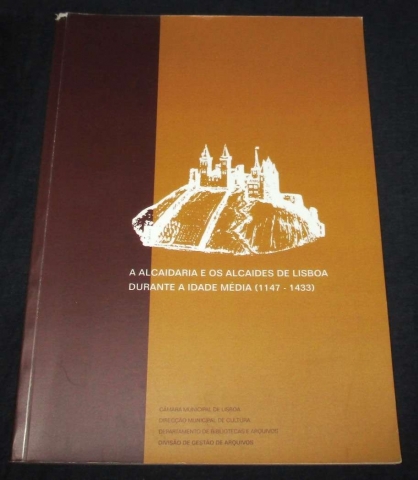 A ALCAIDARIA E OS ALCAIDES DE LISBOA
DURANTE A IDADE MÉDIA (1147 - 1433)
CÂMARA MUNICIPAL DE LISBOA
DIRECÇÃO MUNICIPAL DE CULTURA
DEPARTAMENTO DE BIBLIOTECAS E ARQUIVOS
DIVISÃO DE GESTÃO DE ARQUIVOS